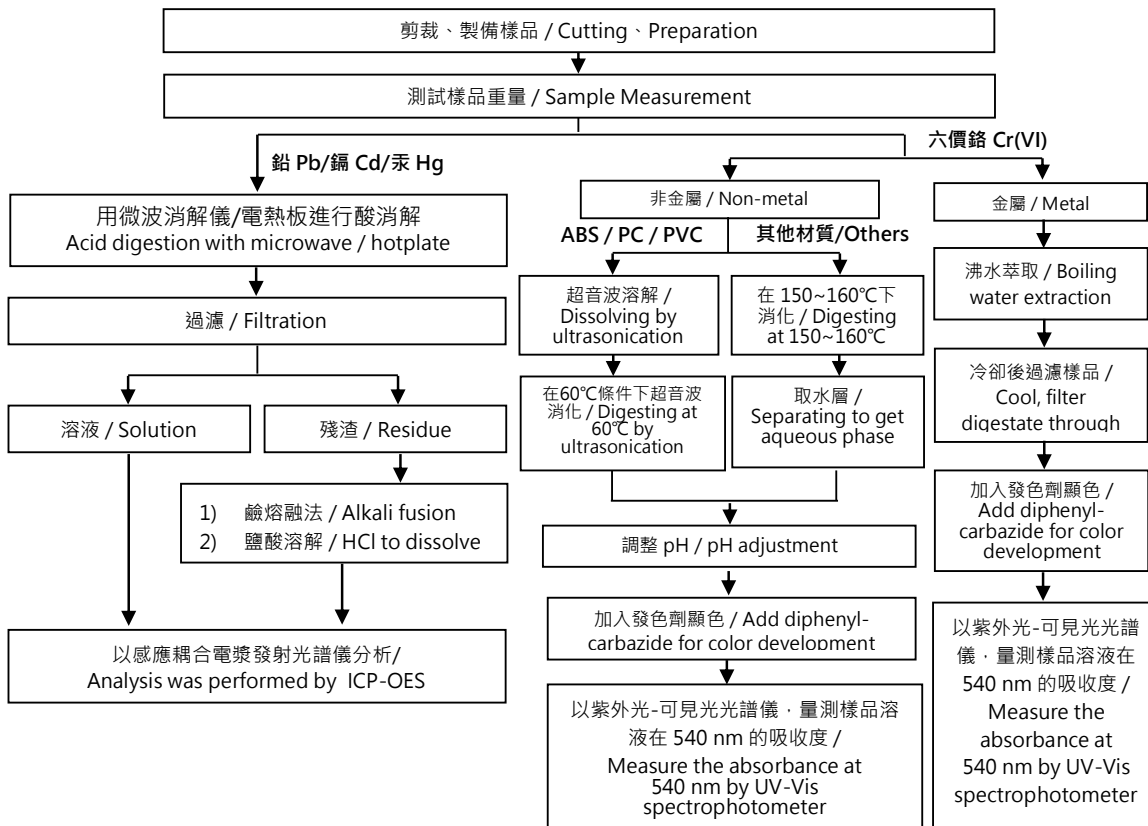 剪裁、製備樣品 / Cutting、Preparation
測試樣品重量 / Sample Measurement
鉛 Pb/鎘 Cd/汞 Hg
用微波消解儀/電熱板進行酸消解
Acid digestion with microwave / hotplate
過濾 / Filtration
溶液 / Solution
殘渣 / Residue
1) 鹼熔融法 / Alkali fusion
2) 鹽酸溶解 / HCl to dissolve
以感應耦合電漿發射光譜儀分析/
Analysis was performed by ICP-OES
六價鉻 Cr(VI)
非金屬 / Non-metal
ABS / PC / PVC
其他材質/Others
超音波溶解 /
Dissolving by
ultrasonication
在60℃條件下超音波
消化 / Digesting at
60℃ by
ultrasonication
在 150~160℃下
消化 / Digesting
at 150~160℃
取水層 /
Separating to get
aqueous phase
調整 pH / pH adjustment
加入發色劑顯色 / Add diphenyl-
carbazide for color development
以紫外光-可見光光譜儀，量測樣品溶
液在 540 nm 的吸收度 /
Measure the absorbance at
540 nm by UV-Vis
spectrophotometer
金屬 / Metal
沸水萃取 / Boiling
water extraction
冷卻後過濾樣品 /
Cool, filter
digestate through
加入發色劑顯色 /
Add diphenyl-
carbazide for color
development
以紫外光-可見光光譜
儀，量測樣品溶液在
540 nm 的吸收度 /
Measure the
absorbance at
540 nm by UV-Vis
spectrophotometer